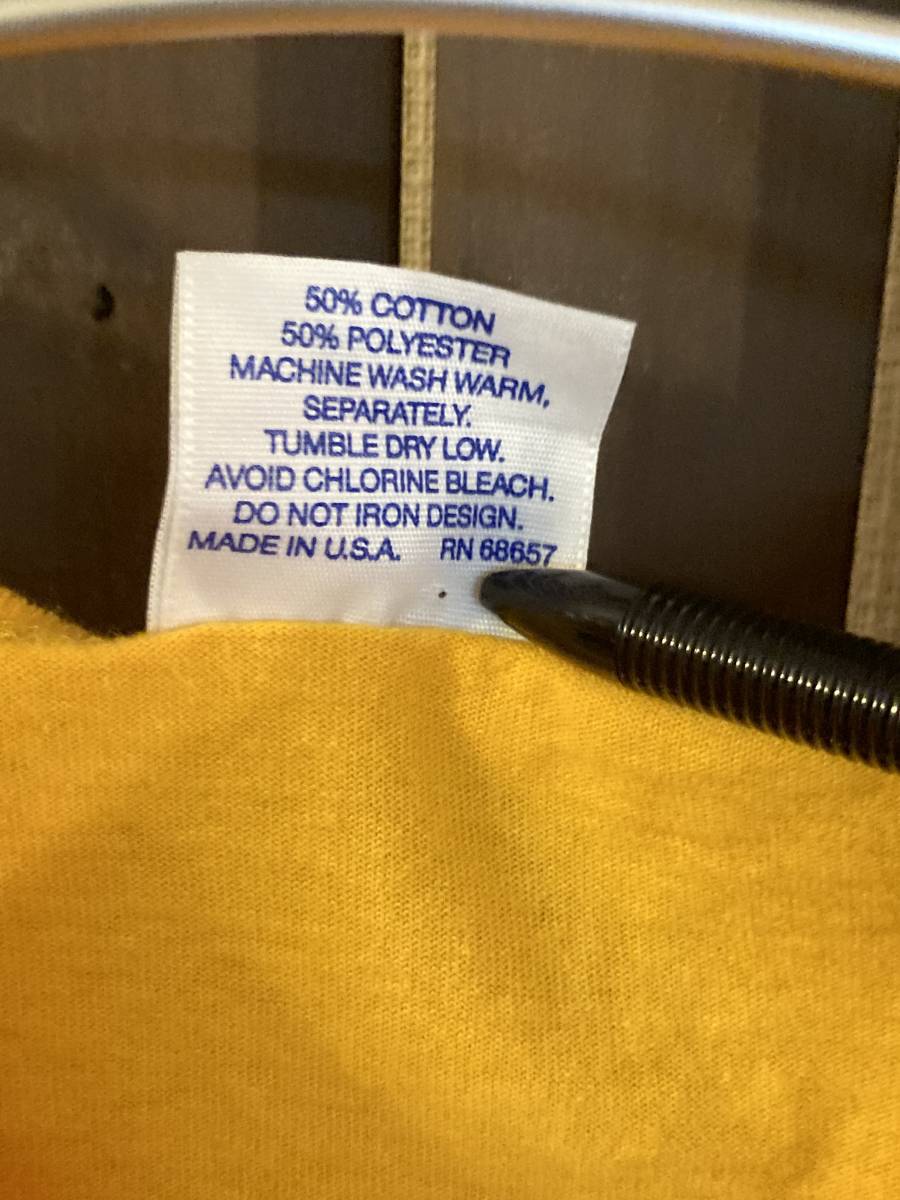 50% COTTON
50% POLYESTER
MACHINE WASH WARM,
SEPARATELY.
TUMBLE DRY LOW.
AVOID CHLORINE BLEACH.
DO NOT IRON DESIGN.
MADE IN U.S.A. RN 68657